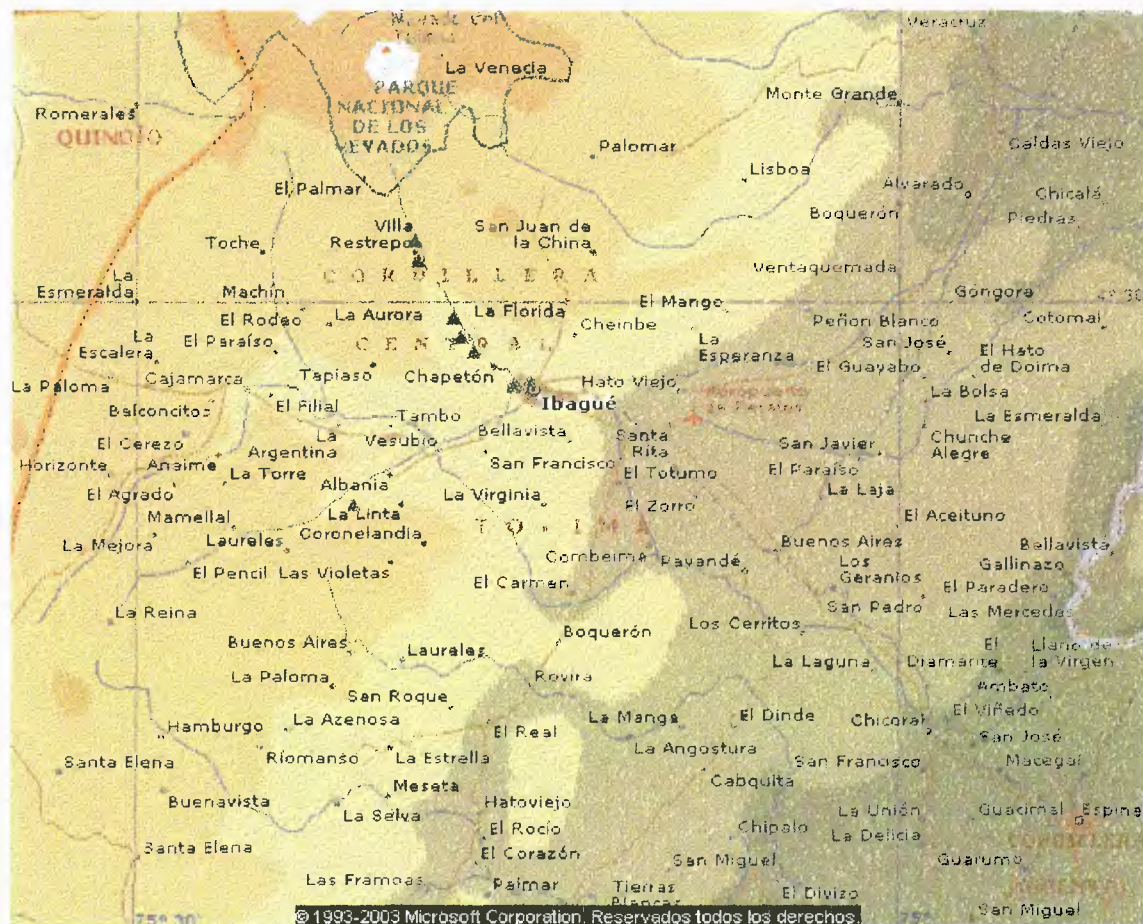 Veracruz
La Venecia
PARQUE
NACIONAL
DE LOS
NEVADOS
Romerales
QUINDÍO
Monte Grande
Palomar
Caldas Viejo
Lisboa
El Palmar
Alvarado
Chicalá
Boquerón
Piedras
Villa
Restrepo
San Juan de
la China
Toche
CORDILLERA
Ventaquemada
La
Esmeralda
Machín
Góngora
El Mango
El Rodeo
La Aurora
La Florida
Cheinbe
Peñon Blanco
Cotomal
La
Escalera
El Paraíso
CENTRAL
La
Esperanza
San José
El Hato
de Doima
La Paloma
Cajamarca
Tapiaso
Chapetón
Hato Viejo
El Guayabo
La Bolsa
Balconcitos
El Filial
Ibagué
Tambo
La Esmeralda
El Cerezo
La
Argentina
Vesubio
Bellavista
Santa
Rita
San Javier
Chunche
Alegre
Horizonte
Anaime
La Torre
San Francisco
El Totumo
El Paraíso
El Agrado
Albania
La Virginia
La Laja
Mamellal
La Linta
El Zorro
El Aceituno
La Mejora
Laureles
Coronelandia
TOLIMA
Buenos Aires
Bellavista
El Pencil
Las Violetas
Combeima
Payandé
Los
Geranios
Gallinazo
El Carmen
El Paradero
La Reina
San Pedro
Las Mercedes
Buenos Aires
Laureles
Boquerón
Los Cerritos
La Laguna
El
Diamante
Llano de
la Virgen
La Paloma
Rovira
Ambato
San Roque
Hamburgo
La Azenosa
El Real
La Manga
El Dinde
Chicoral
El Viñedo
San José
Santa Elena
Ríomanso
La Estrella
La Angostura
San Francisco
Macegal
Cabquita
Meseta
Buenavista
La Selva
Hatoviejo
La Unión
Guacimal
Espina
El Rocío
Chipalo
La Delicia
Santa Elena
El Corazón
San Miguel
Guarumo
Las Framoas
Palmar
Tierras
Blancas
El Divizo
San Miguel
75º 30'
© 1993-2003 Microsoft Corporation. Reservados todos los derechos.